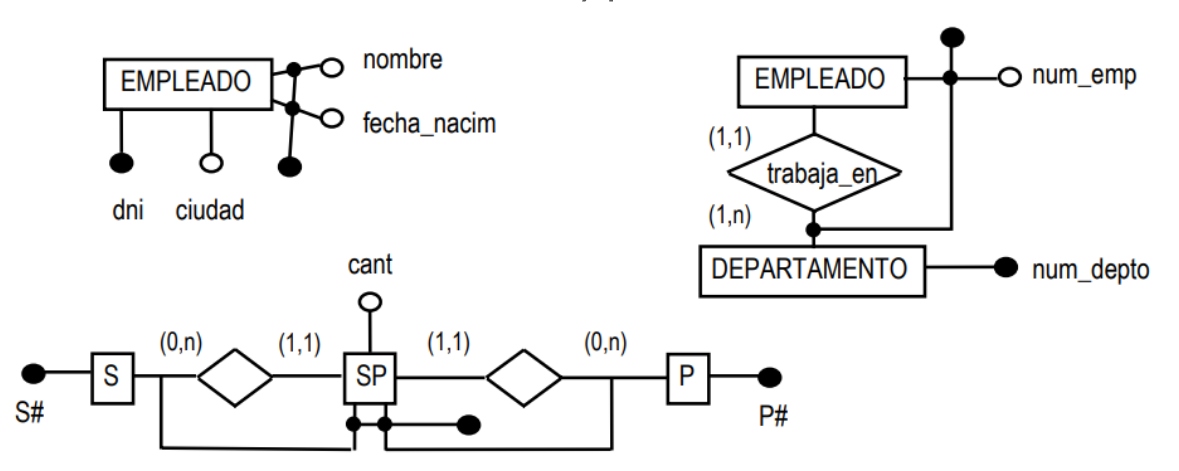 EMPLEADO
nombre
fecha_nacim
dni
ciudad
EMPLEADO
num_emp
(1,1)
trabaja_en
(1,n)
DEPARTAMENTO
num_depto
cant
(0,n)
(1,1)
(1,1)
(0,n)
S
SP
P
S#
P#